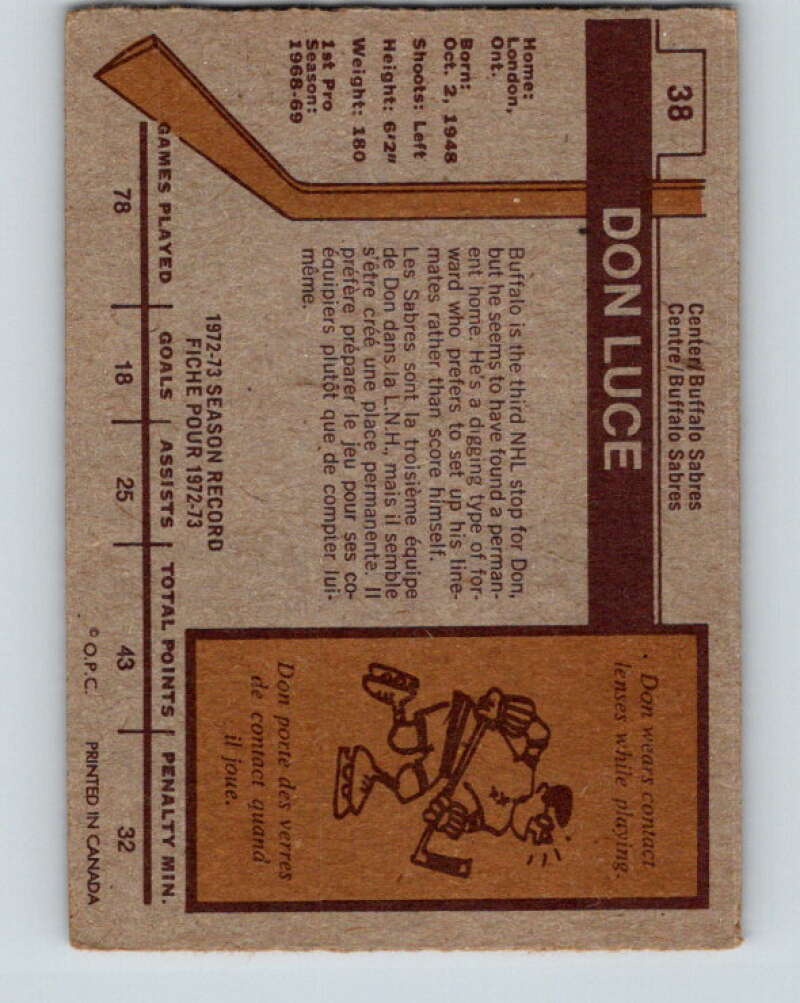 38
Center/Buffalo Sabres
Centre/Buffalo Sabres
DON LUCE
Home:
London,
Ont.
Born:
Oct. 2, 1948
Shoots: Left
Height: 6'2"
Weight: 180
1st Pro
Season:
1968-69
Buffalo is the third NHL stop for Don,
but he seems to have found a perman-
ent home. He's a digging type of for-
ward who prefers to set up his line-
mates rather than score himself.
Les Sabres sont la troisième équipe
de Don dans la L.N.H., mais il semble
s'être créé une place permanente. Il
préfère préparer le jeu pour ses co-
équipiers plutôt que de compter lui-
même.
Don wears contact
lenses while playing.
Don porte des verres
de contact quand
il joue.
1972-73 SEASON RECORD
FICHE POUR 1972-73
GAMES PLAYED GOALS ASSISTS TOTAL POINTS PENALTY MIN.
78 18 25 43 32
© O.P.C. PRINTED IN CANADA